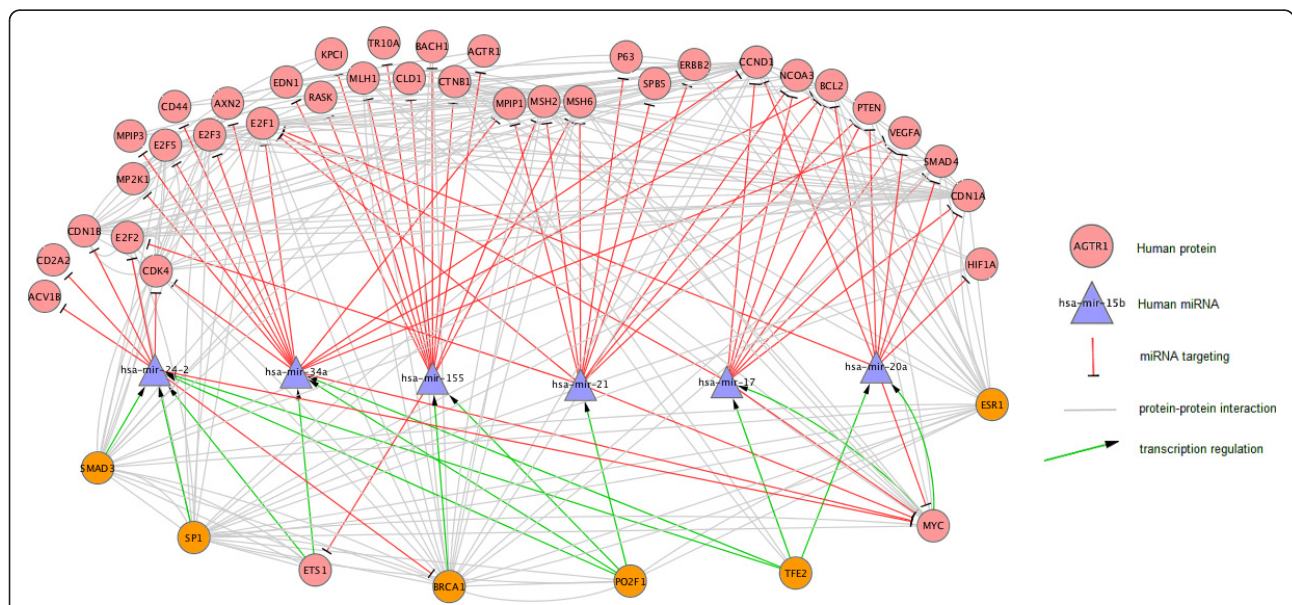 TR10A
BACH1
AGTR1
KPCI
P63
ERBB2
CCND1
NCOA3
MLH1
CLD1
CTNB1
EDN1
RASK
SPB5
BCL2
CD44
AXN2
E2F1
MPIP1
MSH2
MSH6
PTEN
MPIP3
E2F5
E2F3
VEGFA
MP2K1
SMAD4
CDN1A
CDN1B
E2F2
CD2A2
CDK4
HIF1A
ACV1B
hsa-mir-24-2
hsa-mir-34a
hsa-mir-155
hsa-mir-21
hsa-mir-17
hsa-mir-20a
ESR1
SMAD3
SP1
ETS1
BRCA1
PO2F1
TFE2
MYC
AGTR1
Human protein
hsa-mir-15b
Human miRNA
miRNA targeting
protein-protein interaction
transcription regulation